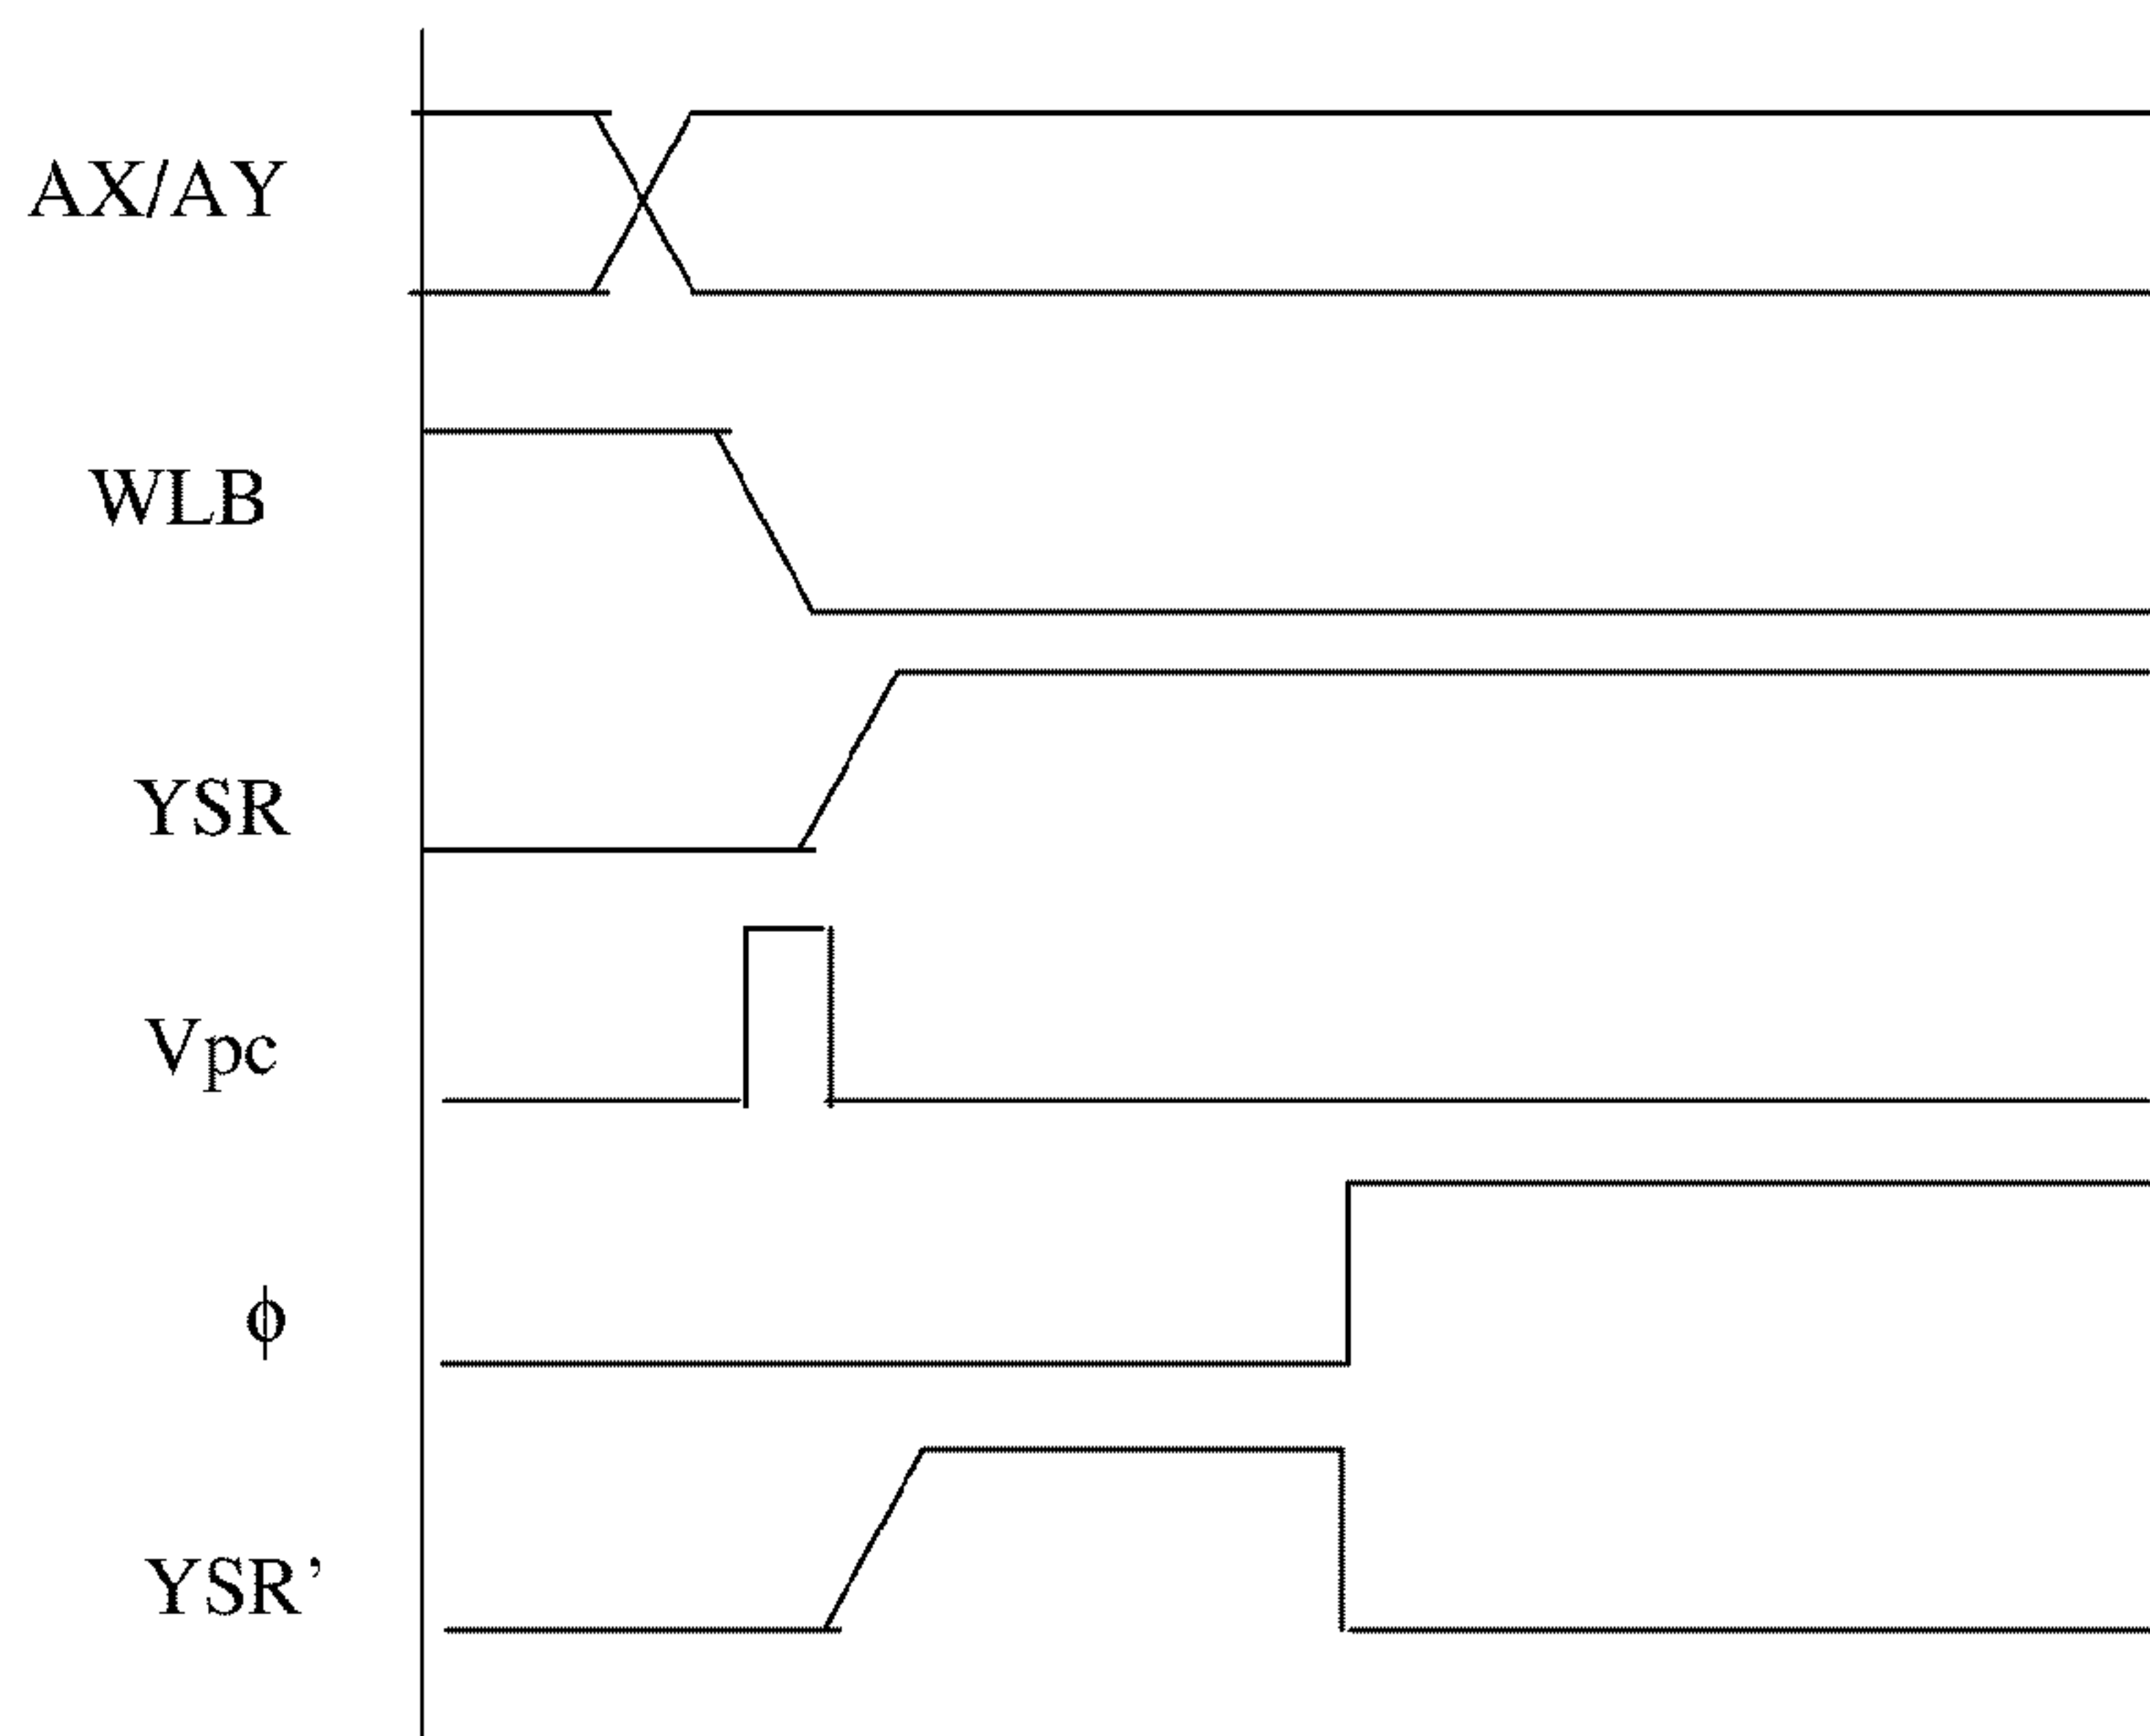 AX/AY
WLB
YSR
Vpc
ϕ
YSR’